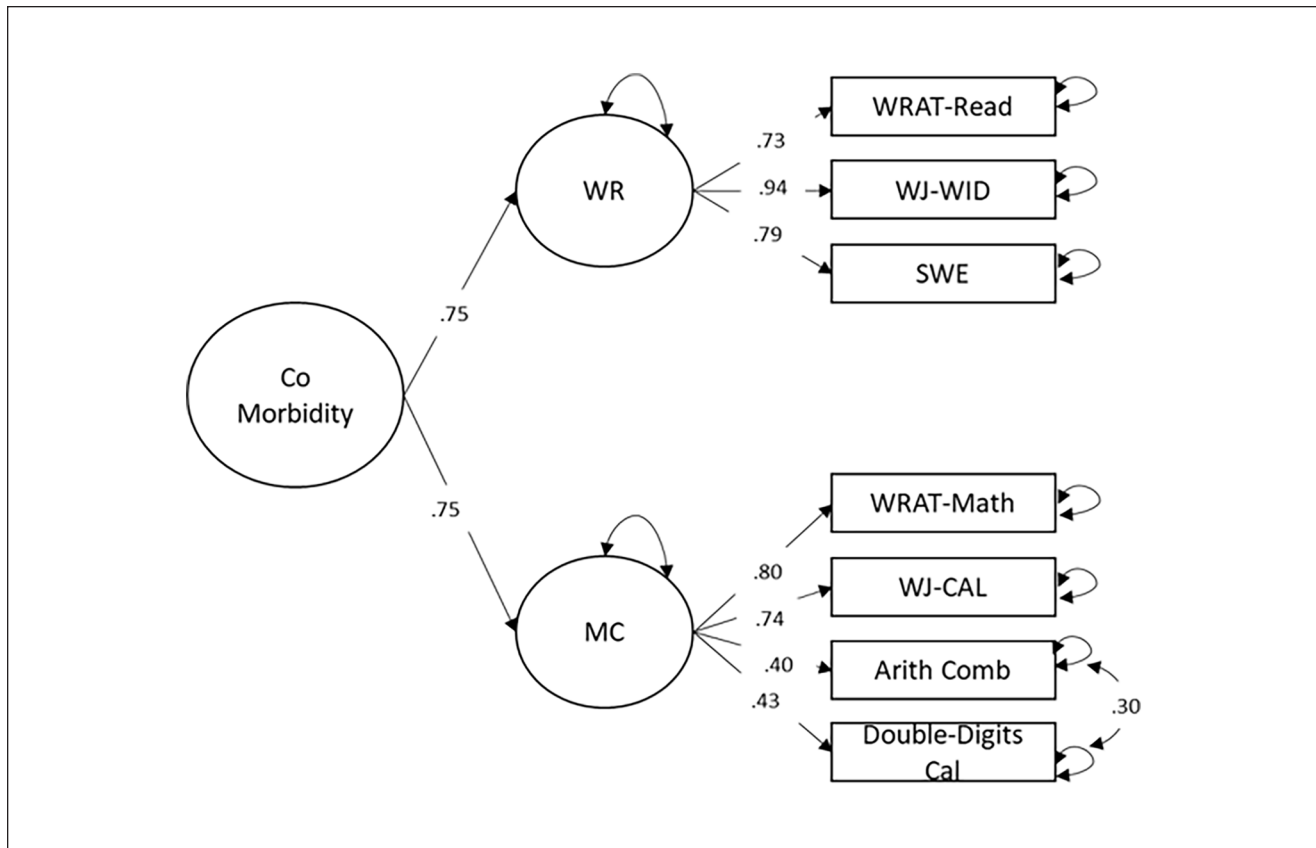 WRAT-Read
.73
WR
.94
WJ-WID
.79
SWE
.75
Co
Morbidity
.75
WRAT-Math
.80
WJ-CAL
.74
MC
.40
Arith Comb
.43
.30
Double-Digits
Cal